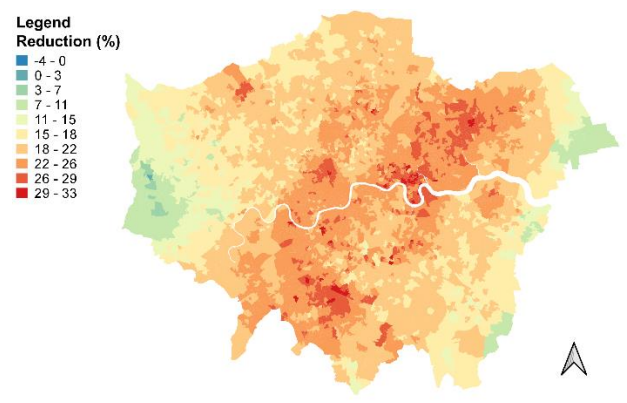 Legend
Reduction (%)
-4 - 0
0 - 3
3 - 7
7 - 11
11 - 15
15 - 18
18 - 22
22 - 26
26 - 29
29 - 33